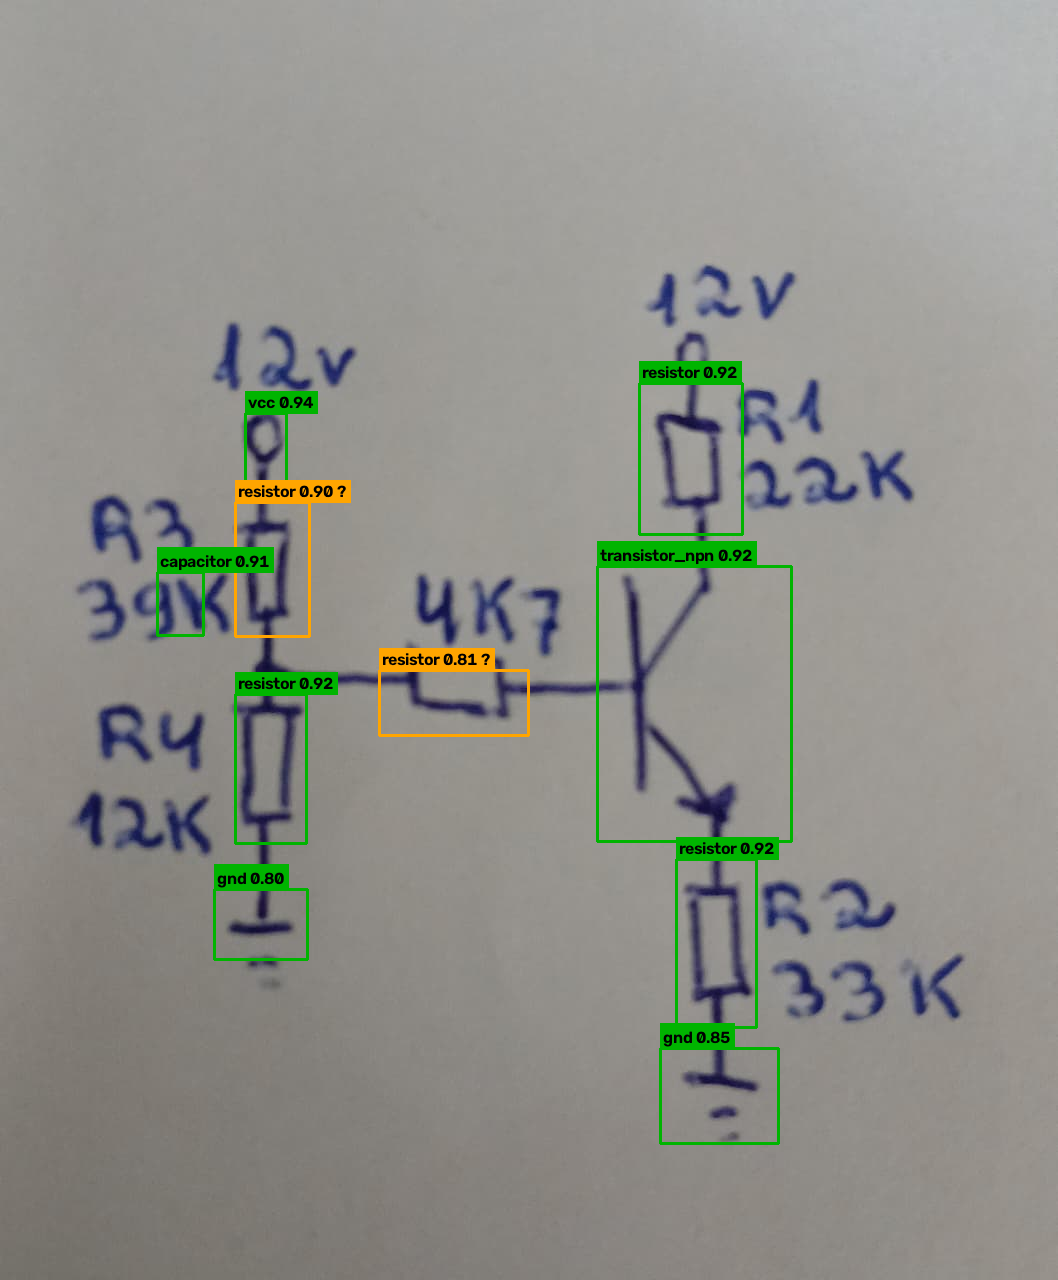 12V
12V
vcc 0.94
resistor 0.92
R1
22K
resistor 0.90 ?
R3
capacitor 0.91
39K
transistor_npn 0.92
4K7
resistor 0.81 ?
resistor 0.92
R4
12K
resistor 0.92
gnd 0.80
R2
33K
gnd 0.85